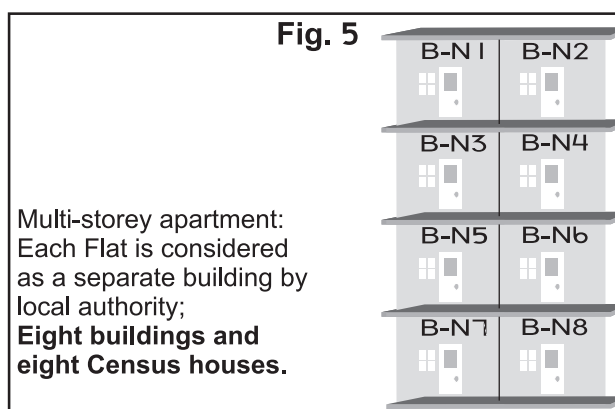 Fig. 5
B-N1 B-N2
B-N3 B-N4
B-N5 B-N6
B-N7 B-N8
Multi-storey apartment:
Each Flat is considered
as a separate building by
local authority;
Eight buildings and
eight Census houses.